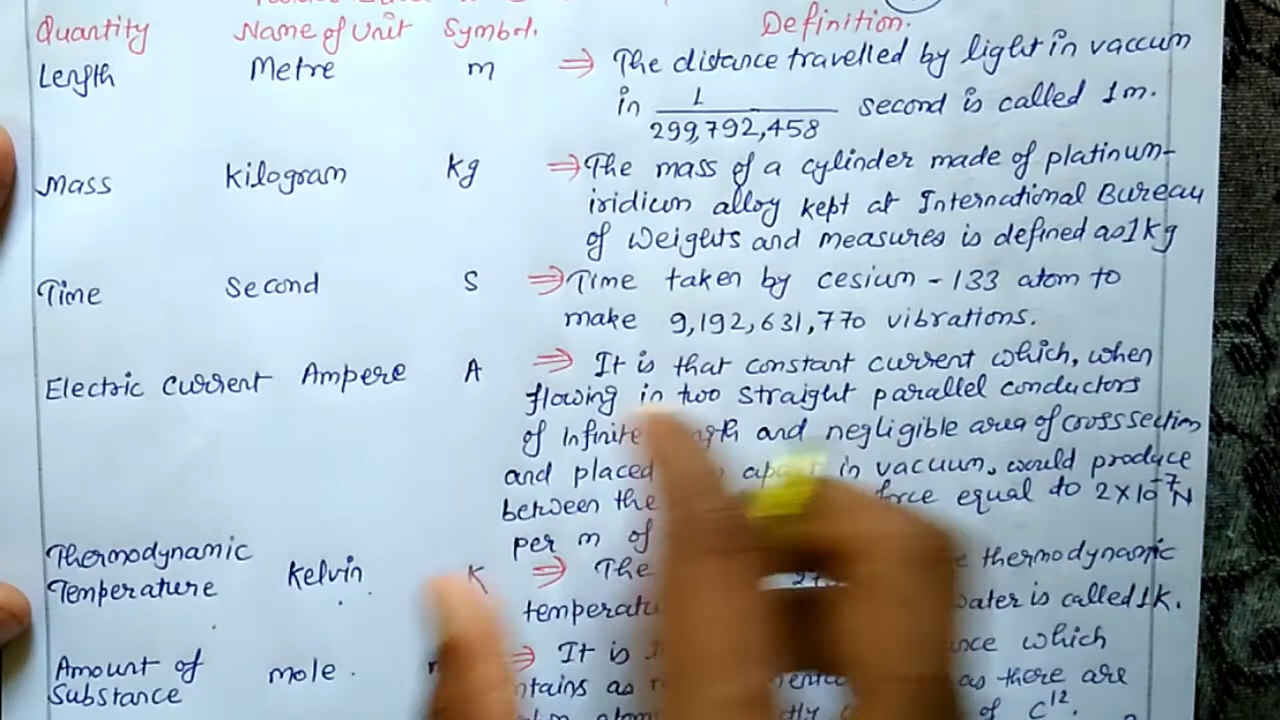 Quantity Name of Unit Symbol. Definition.
Length Metre m ⇒ The distance travelled by light in vaccum
in 1/299,792,458 second is called 1m.
Mass kilogram kg ⇒ The mass of a cylinder made of platinum-
iridium alloy kept at International Bureau
of weights and measures is defined as 1kg
Time Second S ⇒ Time taken by cesium - 133 atom to
make 9,192,631,770 vibrations.
Electric current Ampere A ⇒ It is that constant current which, when
flowing in two straight parallel conductors
of infinite and negligible area of cross section
and placed in vacuum, would produce
between the force equal to 2×10⁻⁷N
per m of
Thermodynamic
Temperature Kelvin K ⇒ The thermodynamic
water is called 1K.
Amount of
Substance mole. ⇒ It is which
as there are
of C¹².